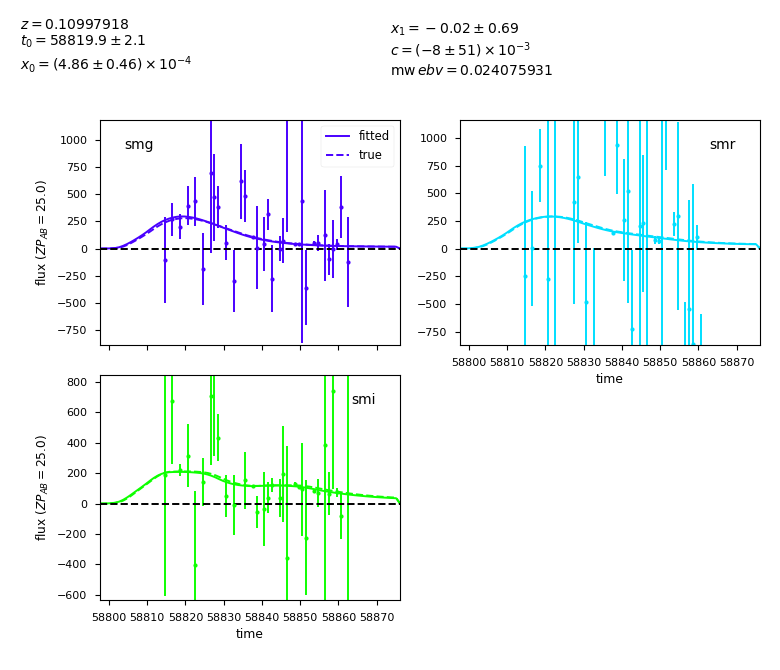 z = 0.10997918
t₀ = 58819.9 ± 2.1
x₀ = (4.86 ± 0.46) × 10⁻⁴
x₁ = −0.02 ± 0.69
c = (−8 ± 51) × 10⁻³
mw ebv = 0.024075931
smg
fitted
true
1000
750
500
250
0
−250
−500
−750
flux (ZP_AB = 25.0)
smr
1000
750
500
250
0
−250
−500
−750
58800 58810 58820 58830 58840 58850 58860 58870
time
smi
800
600
400
200
0
−200
−400
−600
flux (ZP_AB = 25.0)
58800 58810 58820 58830 58840 58850 58860 58870
time